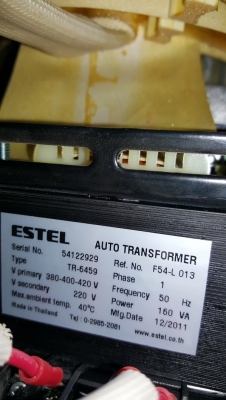 ESTEL AUTO TRANSFORMER
Serial No. 54122929 Ref. No. F54-L 013
Type TR-6459 Phase 1
V primary 380-400-420 V Frequency 50 Hz
V secondary 220 V Power 160 VA
Max.ambient temp. 40°C Mfg.Date 12/2011
Made in Thailand Tel : 0-2985-2081 www.estel.co.th